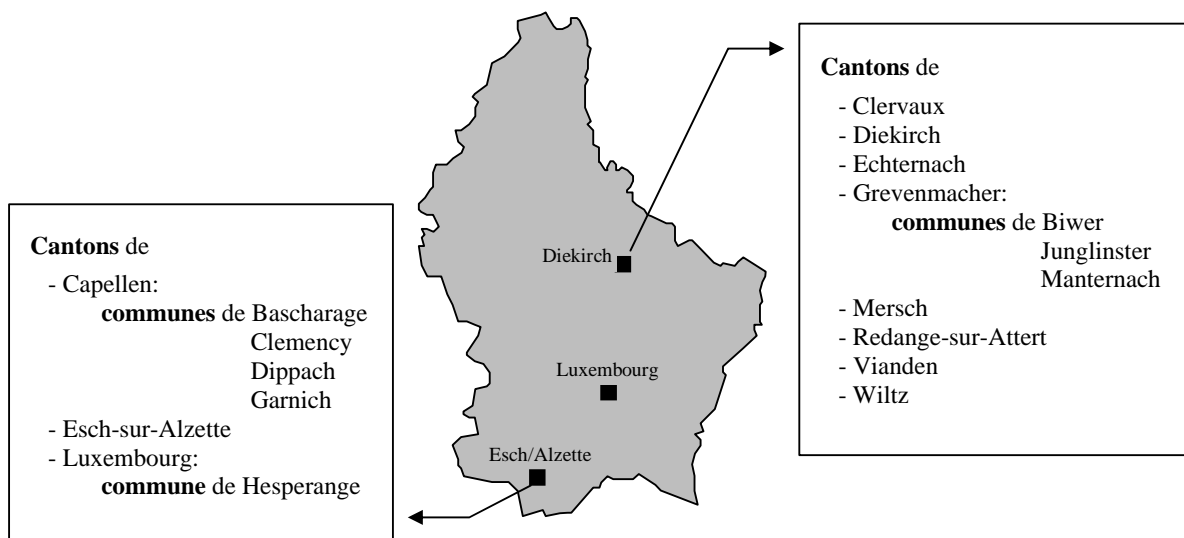 Cantons de
- Capellen:
communes de Bascharage
Clemency
Dippach
Garnich
- Esch-sur-Alzette
- Luxembourg:
commune de Hesperange
Diekirch
Luxembourg
Esch/Alzette
Cantons de
- Clervaux
- Diekirch
- Echternach
- Grevenmacher:
communes de Biwer
Junglinster
Manternach
- Mersch
- Redange-sur-Attert
- Vianden
- Wiltz